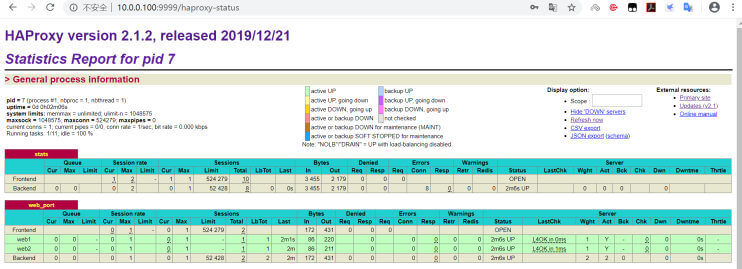 不安全 | 10.0.0.100:9999/haproxy-status
HAProxy version 2.1.2, released 2019/12/21
Statistics Report for pid 7
> General process information
pid = 7 (process #1, nbproc = 1, nbthread = 1)
uptime = 0d 0h02m06s
system limits: memmax = unlimited; ulimit-n = 1048575
maxsock = 1048575; maxconn = 524279; maxpipes = 0
current conns = 1; current pipes = 0/0; conn rate = 1/sec; bit rate = 0.000 kbps
Running tasks: 1/11; idle = 100 %
active UP
backup UP
active UP, going down
backup UP, going down
active DOWN, going up
backup DOWN, going up
active or backup DOWN
not checked
active or backup DOWN for maintenance (MAINT)
active or backup SOFT STOPPED for maintenance
Note: "NOLB"/"DRAIN" = UP with load-balancing disabled.
Display option:
Scope :
Hide 'DOWN' servers
Refresh now
CSV export
JSON export (schema)
External resources:
Primary site
Updates (v2.1)
Online manual
stats
Queue Session rate Sessions Bytes Denied Errors Warnings Server
Cur Max Limit Cur Max Limit Cur Max Limit Total LbTot Last In Out Req Resp Req Conn Resp Retr Redis Status LastChk Wght Act Bck Chk Dwn Dwntme Thrtle
Frontend 1 2 - 1 1 524 279 10 3 455 2 179 0 0 0 OPEN
Backend 0 0 0 2 0 1 52 428 8 0 0s 3 455 2 179 0 0 8 0 0 0 2m6s UP 0 0 0 0
web_port
Queue Session rate Sessions Bytes Denied Errors Warnings Server
Cur Max Limit Cur Max Limit Cur Max Limit Total LbTot Last In Out Req Resp Req Conn Resp Retr Redis Status LastChk Wght Act Bck Chk Dwn Dwntme Thrtle
Frontend 0 1 - 0 1 524 279 2 172 431 0 0 0 OPEN
web1 0 0 - 0 1 0 1 - 1 1 2m1s 86 220 0 0 0 0 0 2m6s UP L4OK in 0ms 1 Y - 0 0 0s -
web2 0 0 - 0 1 0 1 - 1 1 2m 86 211 0 0 0 0 0 2m6s UP L4OK in 1ms 1 Y - 0 0 0s -
Backend 0 0 0 1 0 1 52 428 2 2 2m 172 431 0 0 0 0 0 0 2m6s UP 2 2 0 0 0s